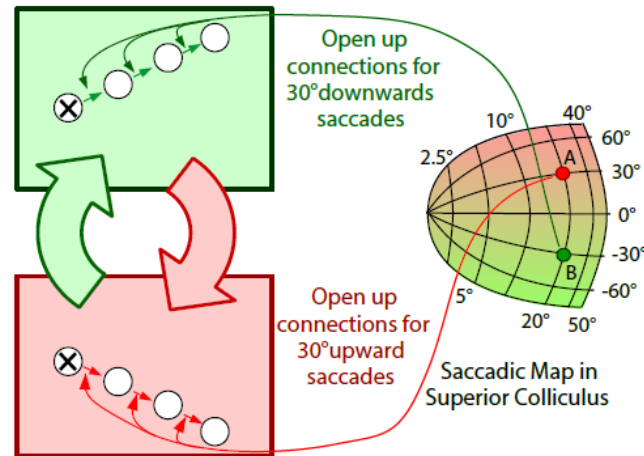 Open up
connections for
30°downwards
saccades
10°
40°
60°
2.5°
A
30°
0°
B
-30°
-60°
5°
20°
50°
Open up
connections for
30°upward
saccades
Saccadic Map in
Superior Colliculus